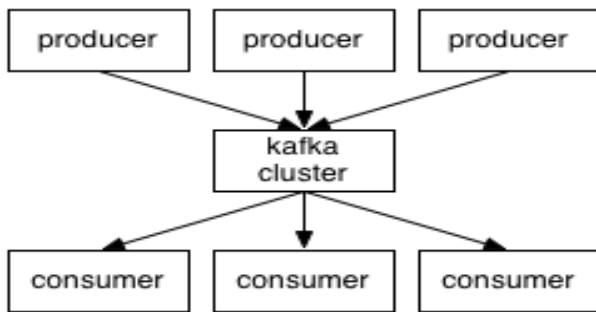 producer producer producer
kafka
cluster
consumer consumer consumer